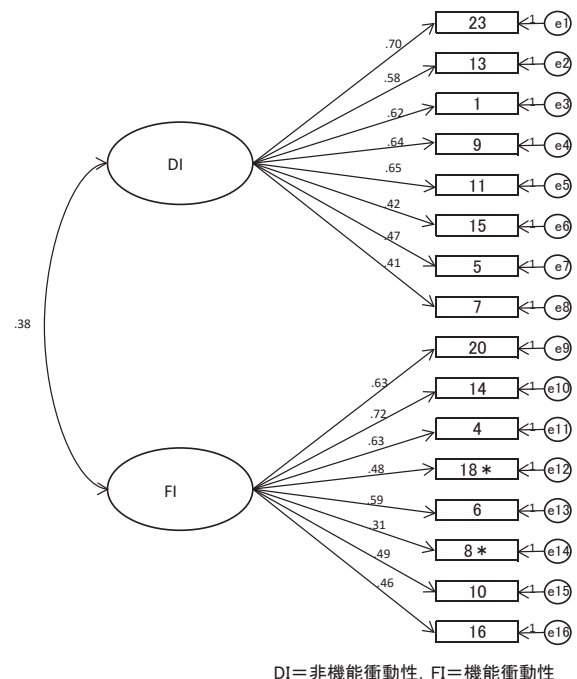 23 1 e1
.70
13 1 e2
.58
1 1 e3
.62
9 1 e4
.64
DI
11 1 e5
.65
15 1 e6
.42
5 1 e7
.47
7 1 e8
.41
.38
20 1 e9
.63
14 1 e10
.72
4 1 e11
.63
18* 1 e12
.48
FI
6 1 e13
.59
8* 1 e14
.31
10 1 e15
.49
16 1 e16
.46
DI=非機能衝動性, FI=機能衝動性